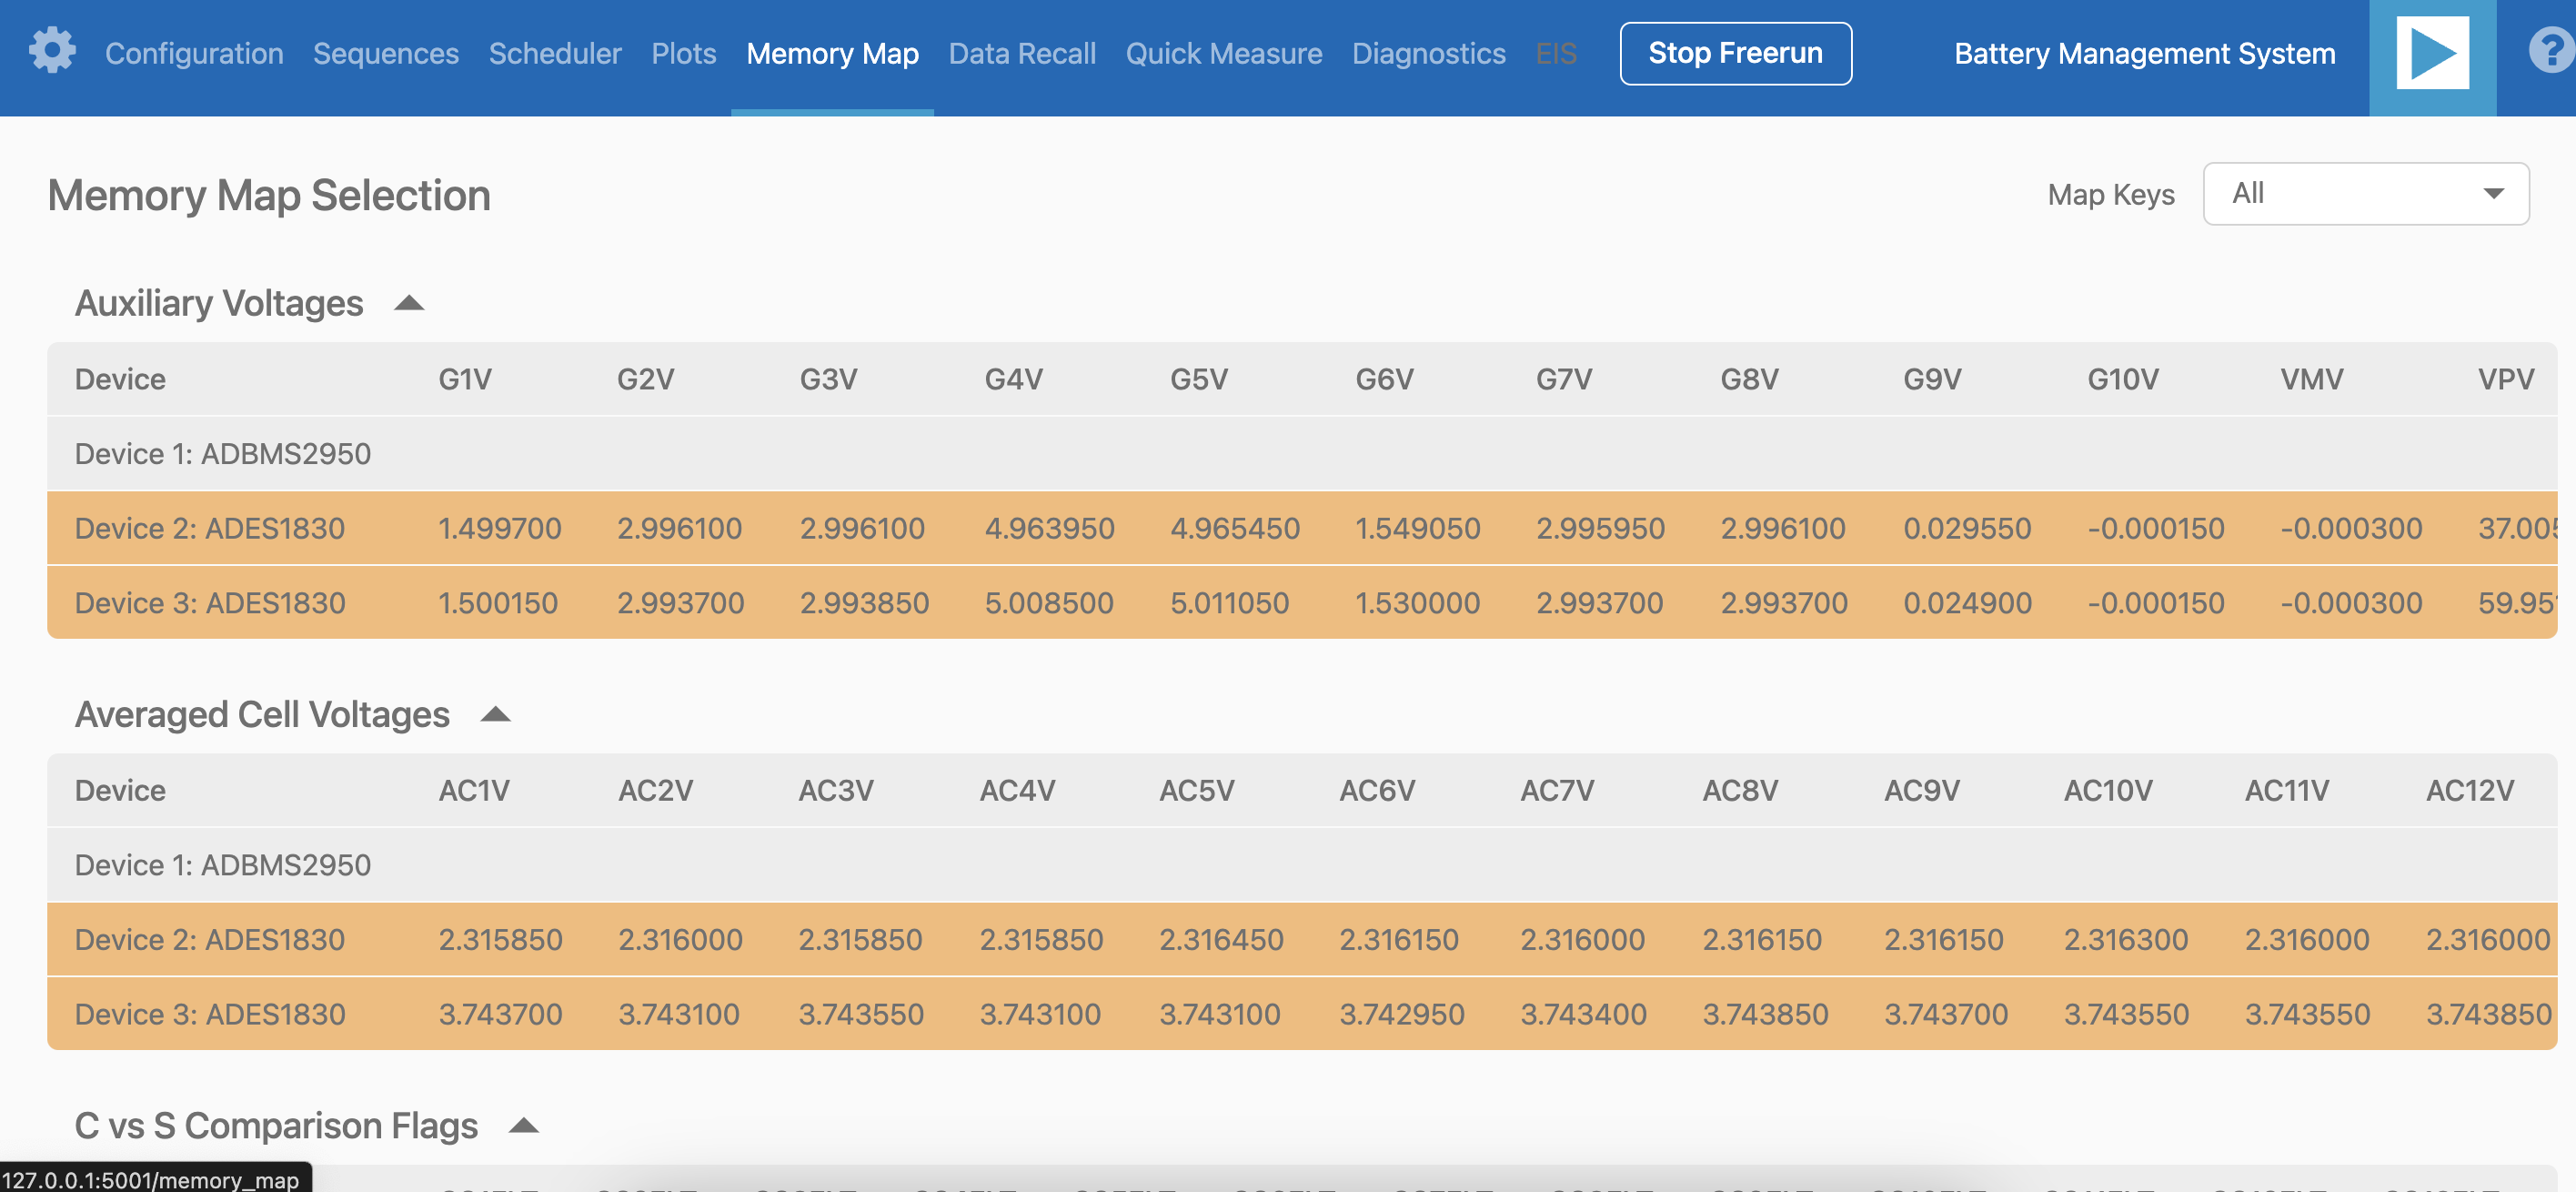 Configuration Sequences Scheduler Plots Memory Map Data Recall Quick Measure Diagnostics EIS Stop Freerun Battery Management System ?
Memory Map Selection Map Keys All
Auxiliary Voltages
Device G1V G2V G3V G4V G5V G6V G7V G8V G9V G10V VMV VPV
Device 1: ADBMS2950
Device 2: ADES1830 1.499700 2.996100 2.996100 4.963950 4.965450 1.549050 2.995950 2.996100 0.029550 -0.000150 -0.000300 37.005
Device 3: ADES1830 1.500150 2.993700 2.993850 5.008500 5.011050 1.530000 2.993700 2.993700 0.024900 -0.000150 -0.000300 59.951
Averaged Cell Voltages
Device AC1V AC2V AC3V AC4V AC5V AC6V AC7V AC8V AC9V AC10V AC11V AC12V
Device 1: ADBMS2950
Device 2: ADES1830 2.315850 2.316000 2.315850 2.315850 2.316450 2.316150 2.316000 2.316150 2.316150 2.316300 2.316000 2.316000
Device 3: ADES1830 3.743700 3.743100 3.743550 3.743100 3.743100 3.742950 3.743400 3.743850 3.743700 3.743550 3.743550 3.743850
C vs S Comparison Flags
127.0.0.1:5001/memory_map